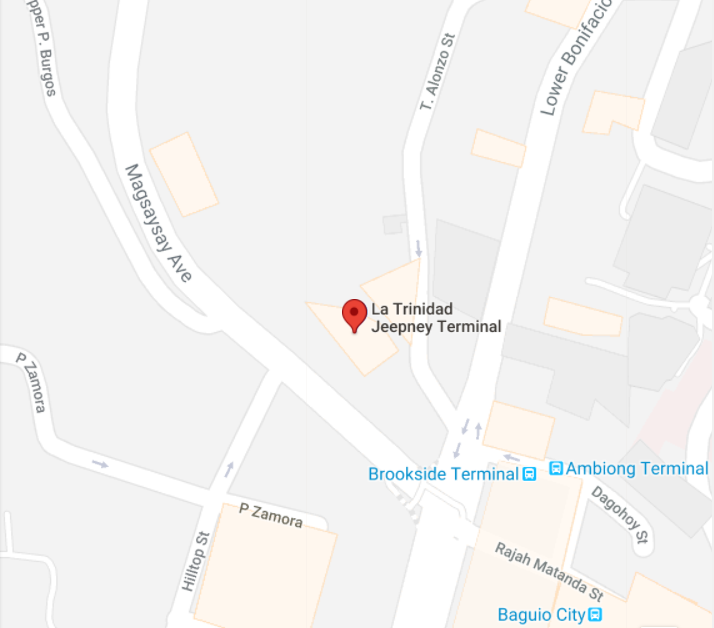 pper P. Burgos
T. Alonzo St
Lower Bonifacio
Magsaysay Ave
La Trinidad
Jeepney Terminal
P Zamora
Brookside Terminal
Ambiong Terminal
P Zamora
Dagohoy St
Hilltop St
Rajah Matanda St
Baguio City